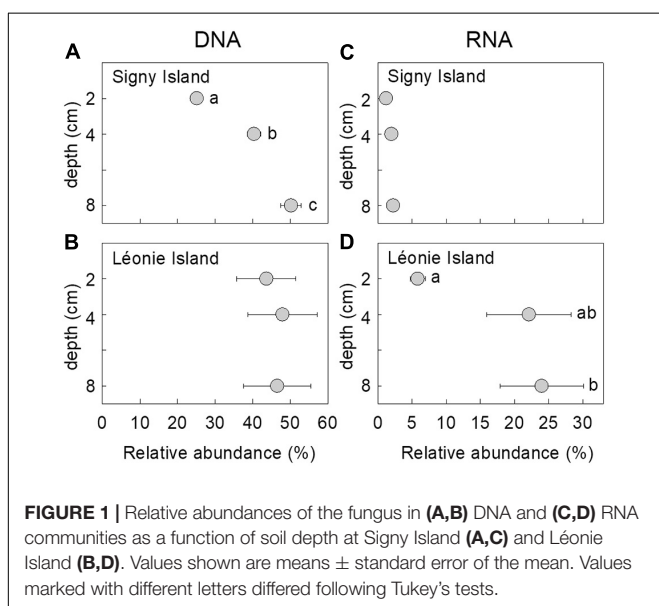 DNA
RNA
A
Signy Island
depth (cm)
2
4
8
a
b
c
C
Signy Island
depth (cm)
2
4
8
B
Léonie Island
depth (cm)
2
4
8
0 10 20 30 40 50 60
Relative abundance (%)
D
Léonie Island
depth (cm)
2
4
8
a
ab
b
0 5 10 15 20 25 30
Relative abundance (%)
FIGURE 1 | Relative abundances of the fungus in (A,B) DNA and (C,D) RNA
communities as a function of soil depth at Signy Island (A,C) and Léonie
Island (B,D). Values shown are means ± standard error of the mean. Values
marked with different letters differed following Tukey's tests.